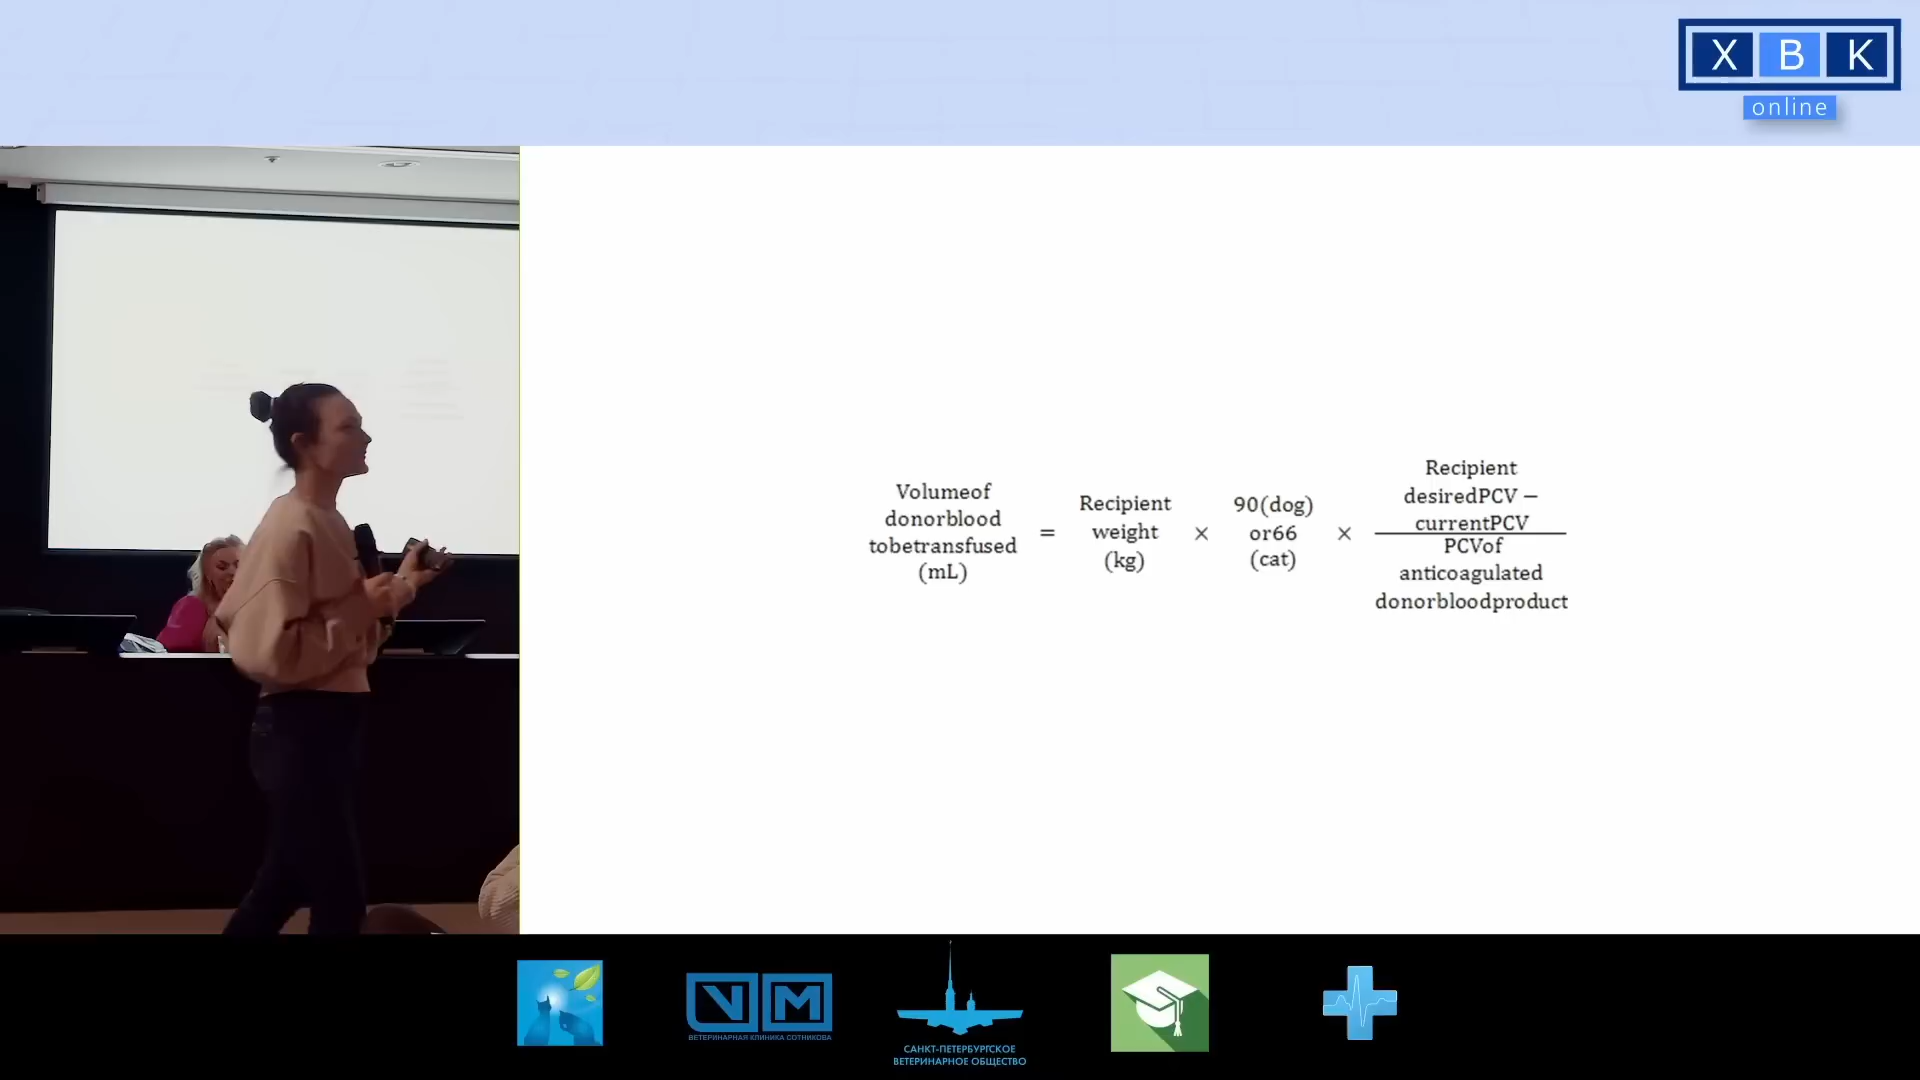 X B K
online
Volumeof
donorblood
tobetransfused
(mL)
=
Recipient
weight
(kg)
×
90(dog)
or66
(cat)
×
Recipient
desiredPCV −
currentPCV
PCVof
anticoagulated
donorbloodproduct
VM
ВЕТЕРИНАРНАЯ КЛИНИКА СОТНИКОВА
САНКТ-ПЕТЕРБУРГСКОЕ
ВЕТЕРИНАРНОЕ ОБЩЕСТВО